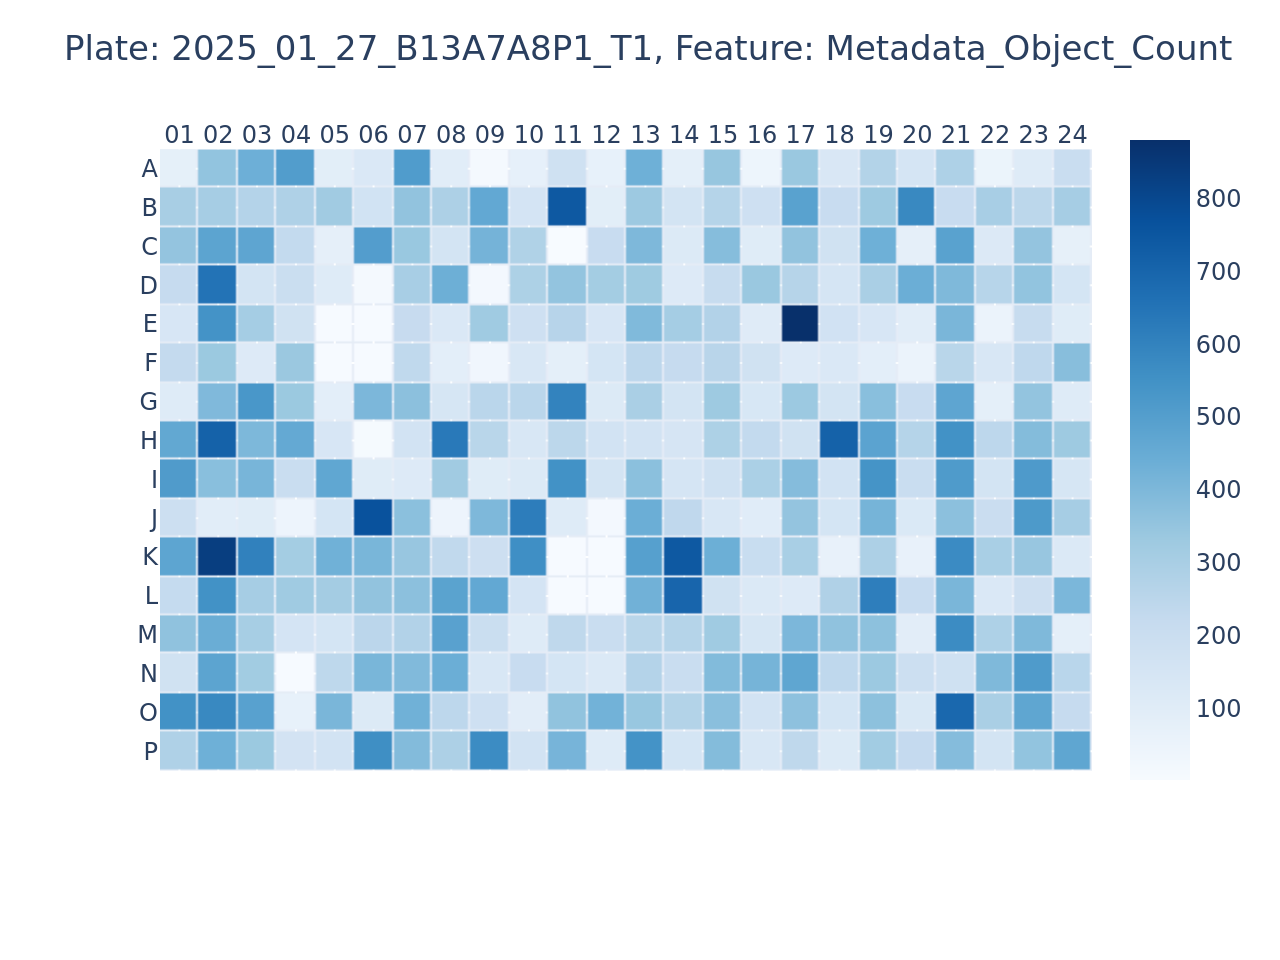 Plate: 2025_01_27_B13A7A8P1_T1, Feature: Metadata_Object_Count
01 02 03 04 05 06 07 08 09 10 11 12 13 14 15 16 17 18 19 20 21 22 23 24
A
B
C
D
E
F
G
H
I
J
K
L
M
N
O
P
800
700
600
500
400
300
200
100